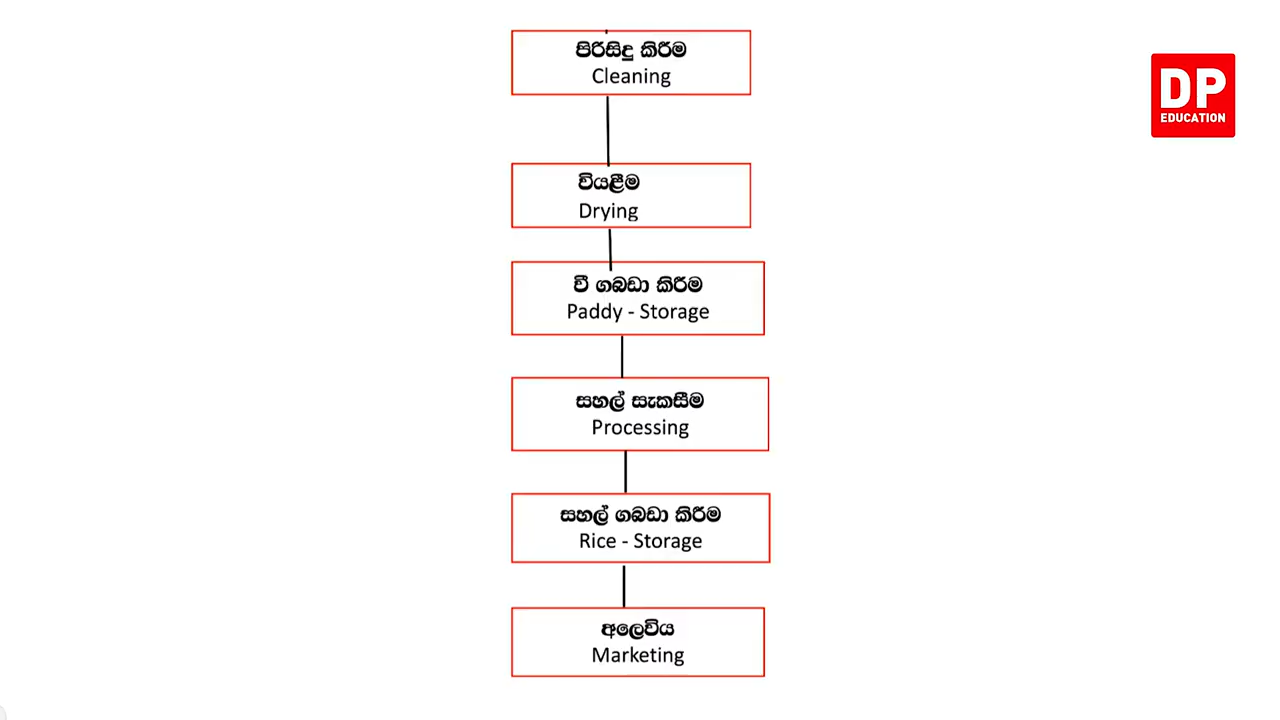 පිරිසිදු කිරීම
Cleaning
DP
EDUCATION
වියළීම
Drying
වී ගබඩා කිරීම
Paddy - Storage
සහල් සැකසීම
Processing
සහල් ගබඩා කිරීම
Rice - Storage
අලෙවිය
Marketing